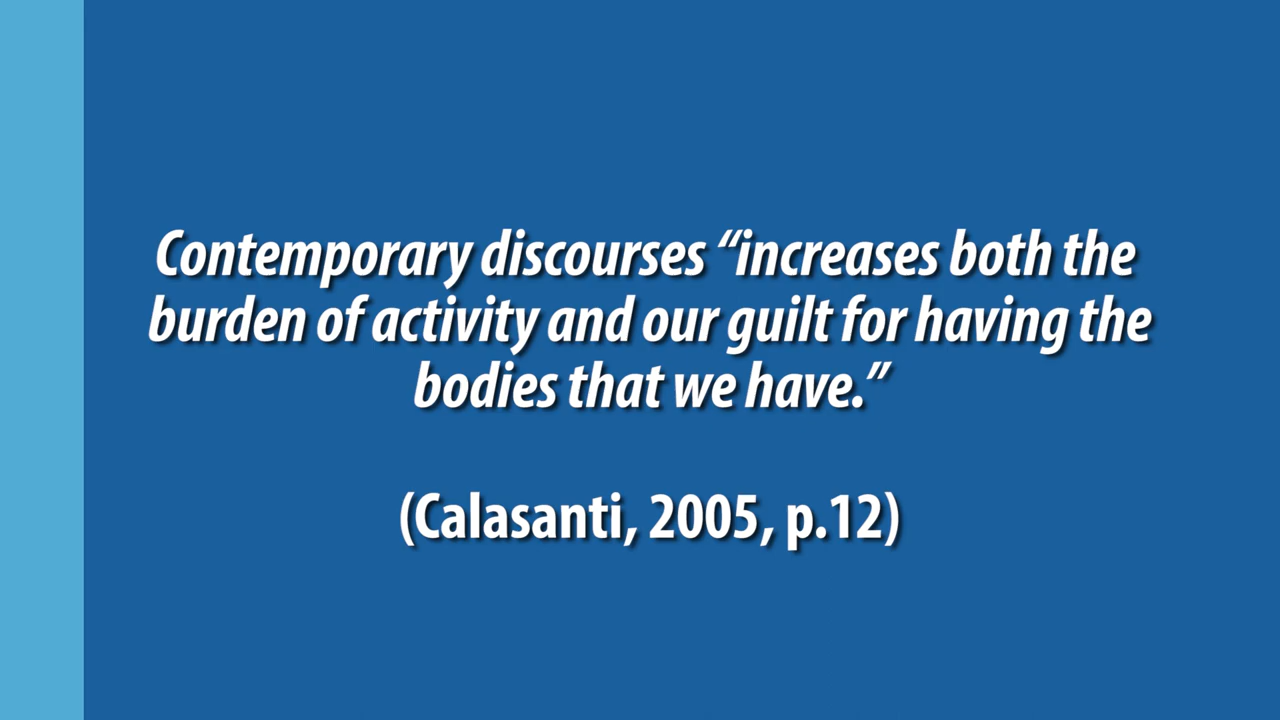 Contemporary discourses “increases both the
burden of activity and our guilt for having the
bodies that we have.”
(Calasanti, 2005, p.12)